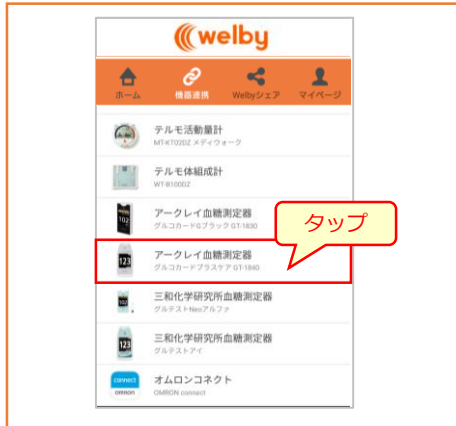 welby
ホーム 機器連携 Welbyシェア マイページ
テルモ活動量計
MT-KT02DZ メディウォーク
テルモ体組成計
WT-B100DZ
アークレイ血糖測定器
グルコカードGブラック GT-1830
タップ
アークレイ血糖測定器
グルコカードプラスケア GT-1840
三和化学研究所血糖測定器
グルテストNeoアルファ
三和化学研究所血糖測定器
グルテストアイ
オムロンコネクト
OMRON connect
102
123
102
123
connect
omron